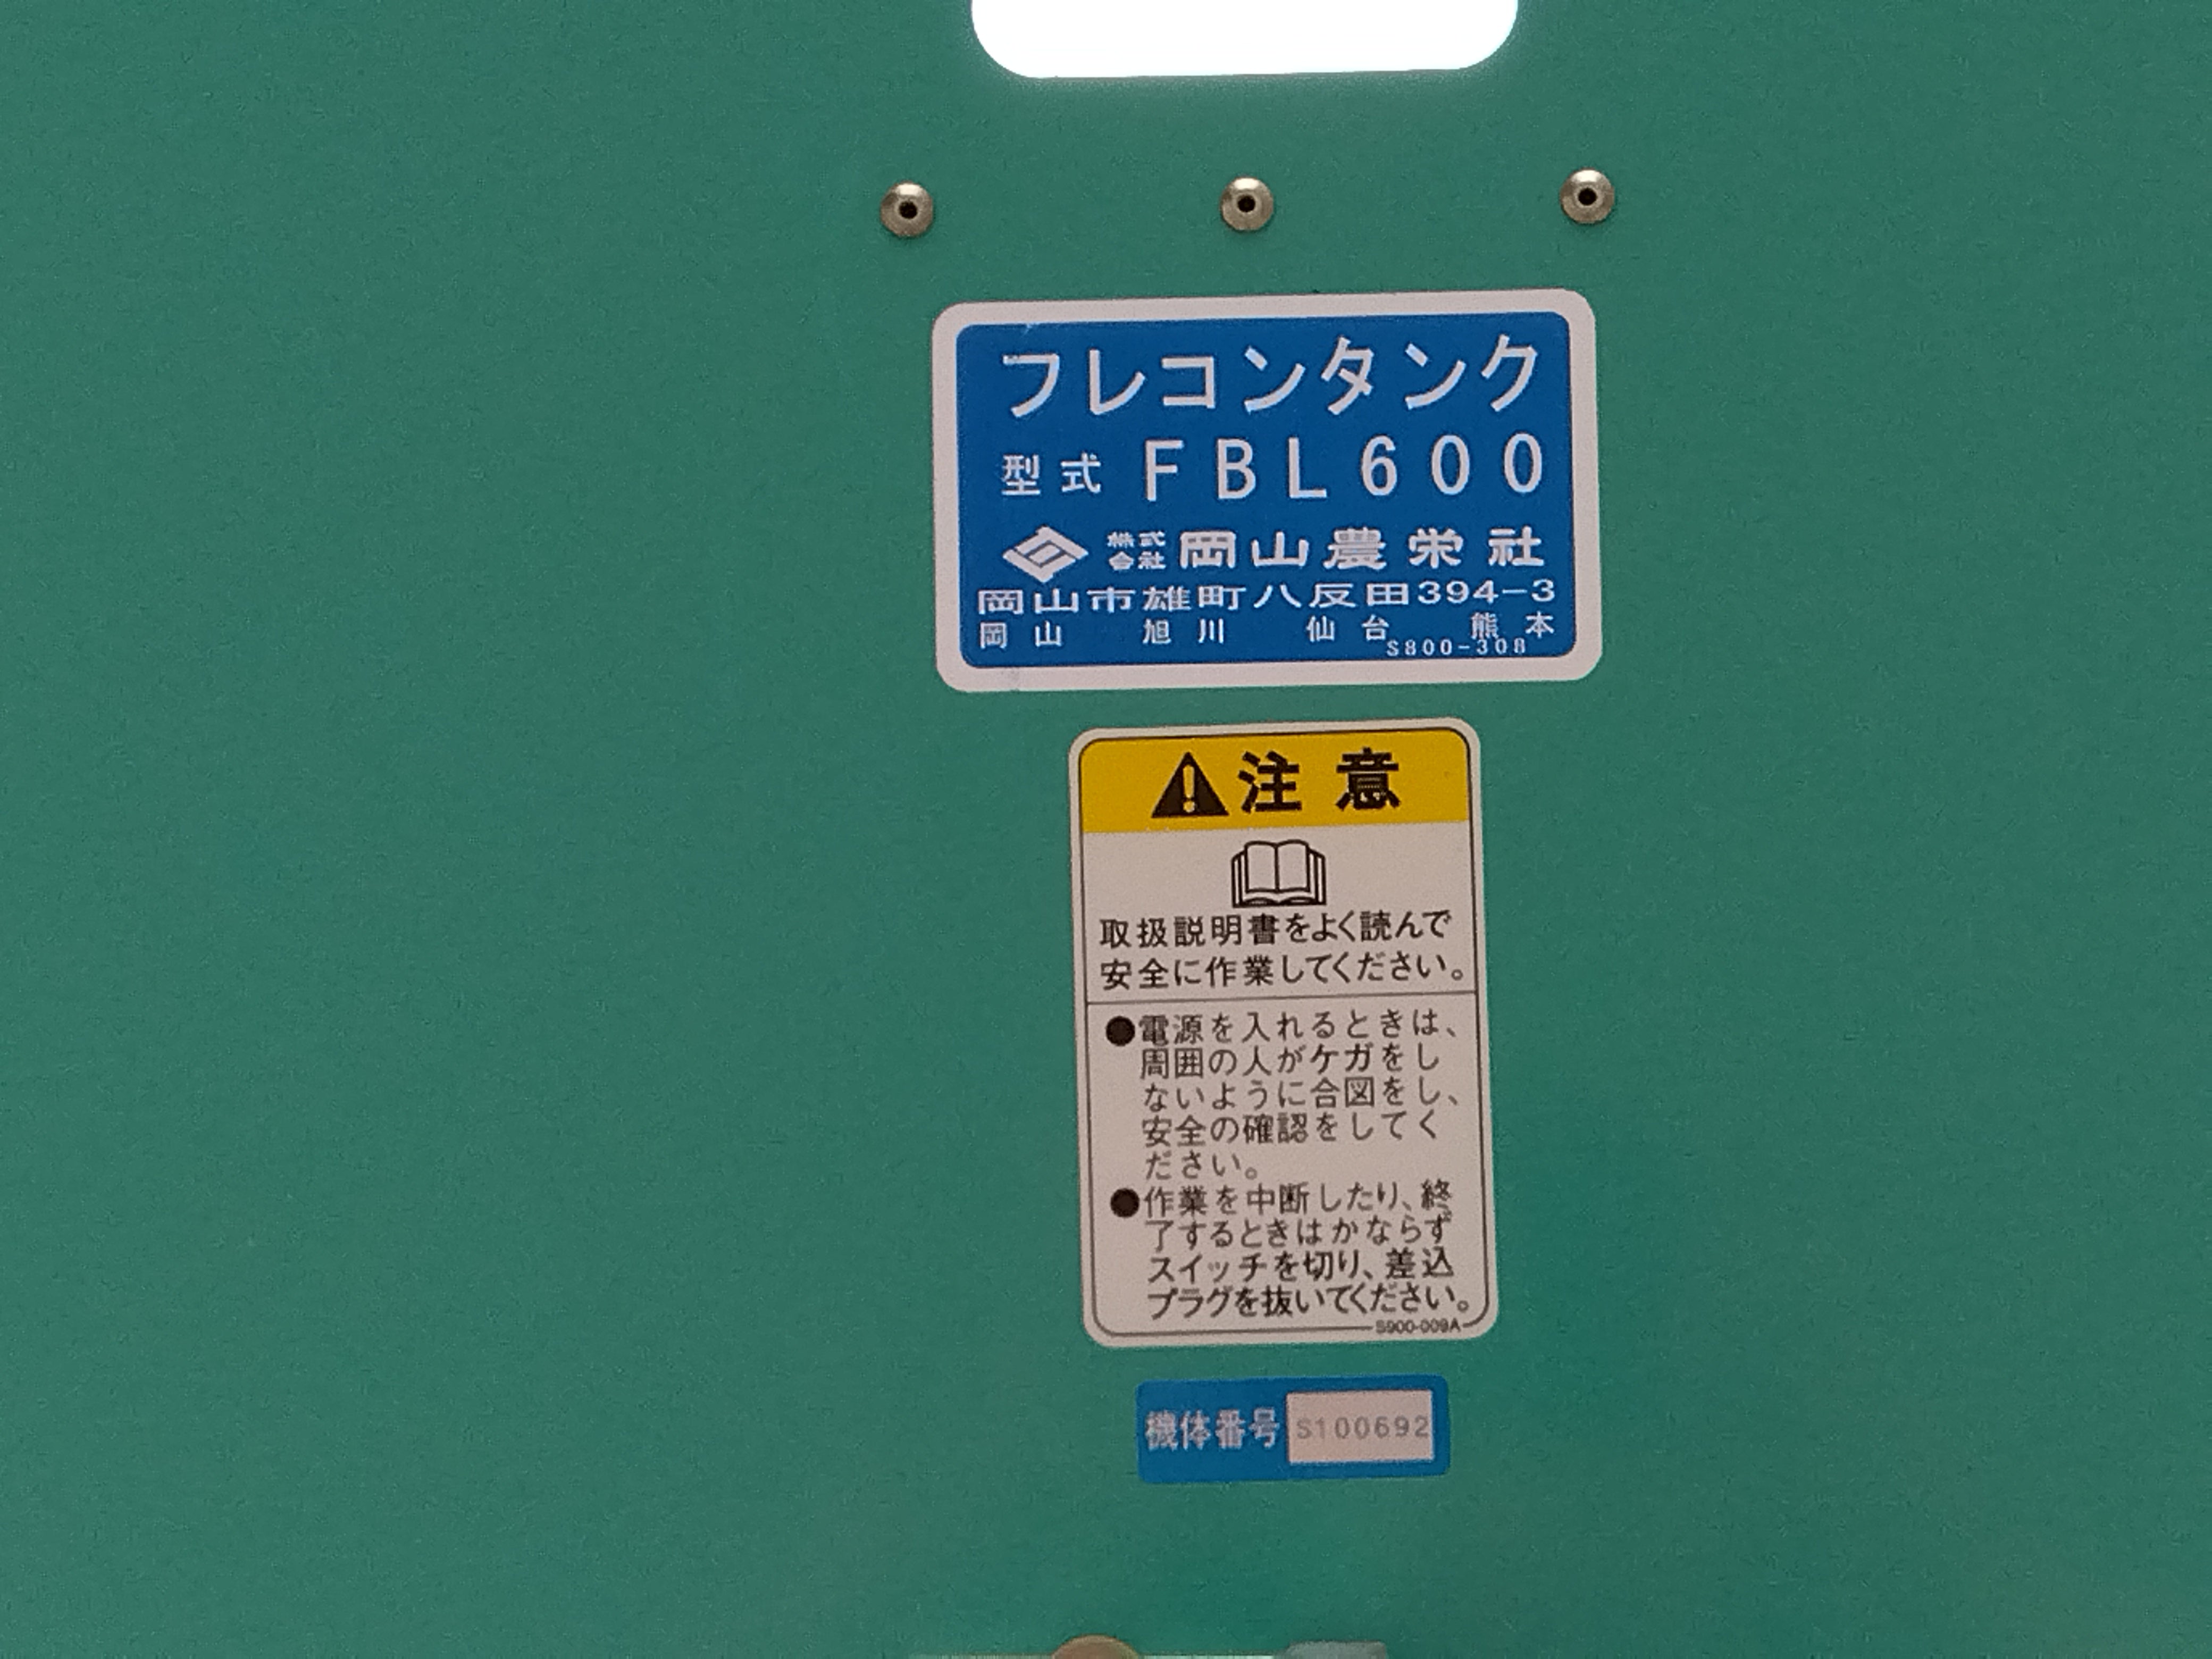 フレコンタンク
型式 FBL600
株式会社 岡山農栄社
岡山市雄町八反田394-3
岡山 旭川 仙台 熊本
S800-308
注意
取扱説明書をよく読んで
安全に作業してください。
●電源を入れるときは、
周囲の人がケガをし
ないように合図をし、
安全の確認をしてく
ださい。
●作業を中断したり、終
了するときはかならず
スイッチを切り、差込
プラグを抜いてください。
S900-009A
機体番号 S100692